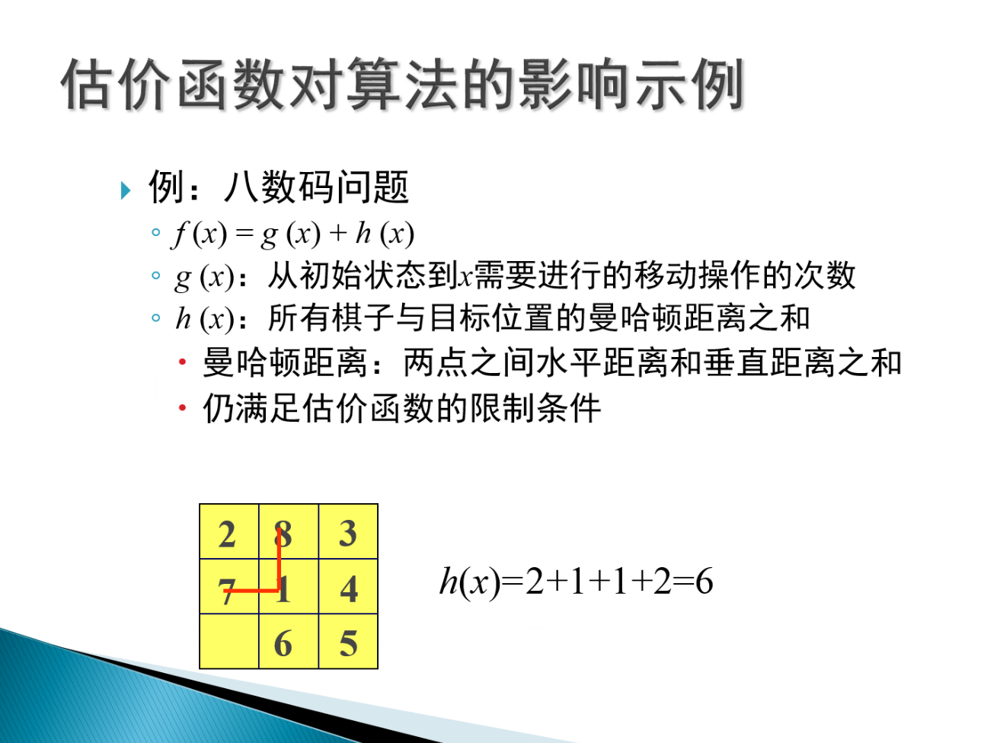 估价函数对算法的影响示例
例：八数码问题
f (x) = g (x) + h (x)
g (x)：从初始状态到x需要进行的移动操作的次数
h (x)：所有棋子与目标位置的曼哈顿距离之和
曼哈顿距离：两点之间水平距离和垂直距离之和
仍满足估价函数的限制条件
2 8 3
7 1 4
6 5
h(x)=2+1+1+2=6